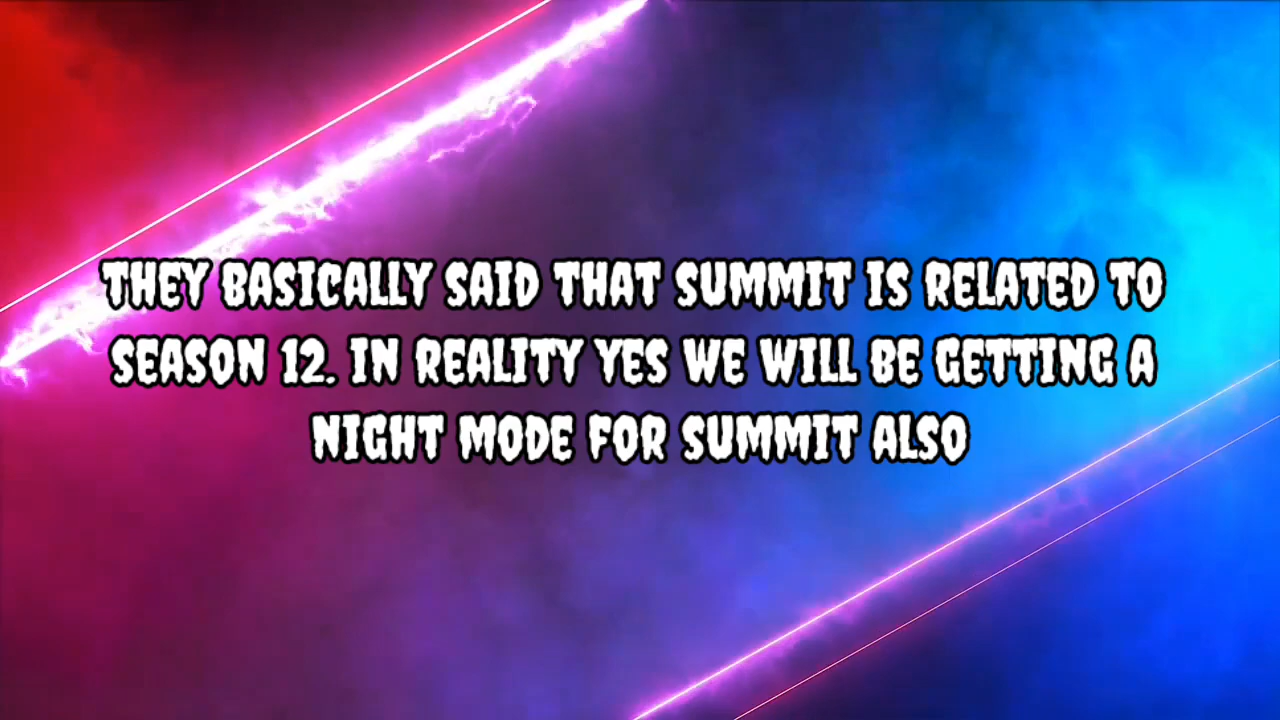 THEY BASICALLY SAID THAT SUMMIT IS RELATED TO
SEASON 12. IN REALITY YES WE WILL BE GETTING A
NIGHT MODE FOR SUMMIT ALSO